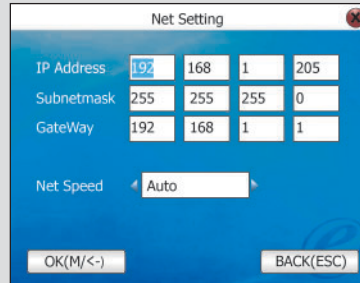 Net Setting
IP Address 192 168 1 205
Subnetmask 255 255 255 0
GateWay 192 168 1 1
Net Speed Auto
OK(M/<-) BACK(ESC)